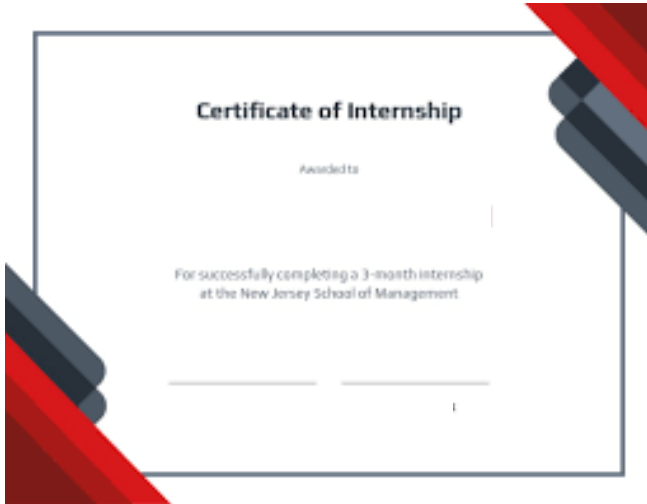 Certificate of Internship
Awarded to
For successfully completing a 3-month internship
at the New Jersey School of Management